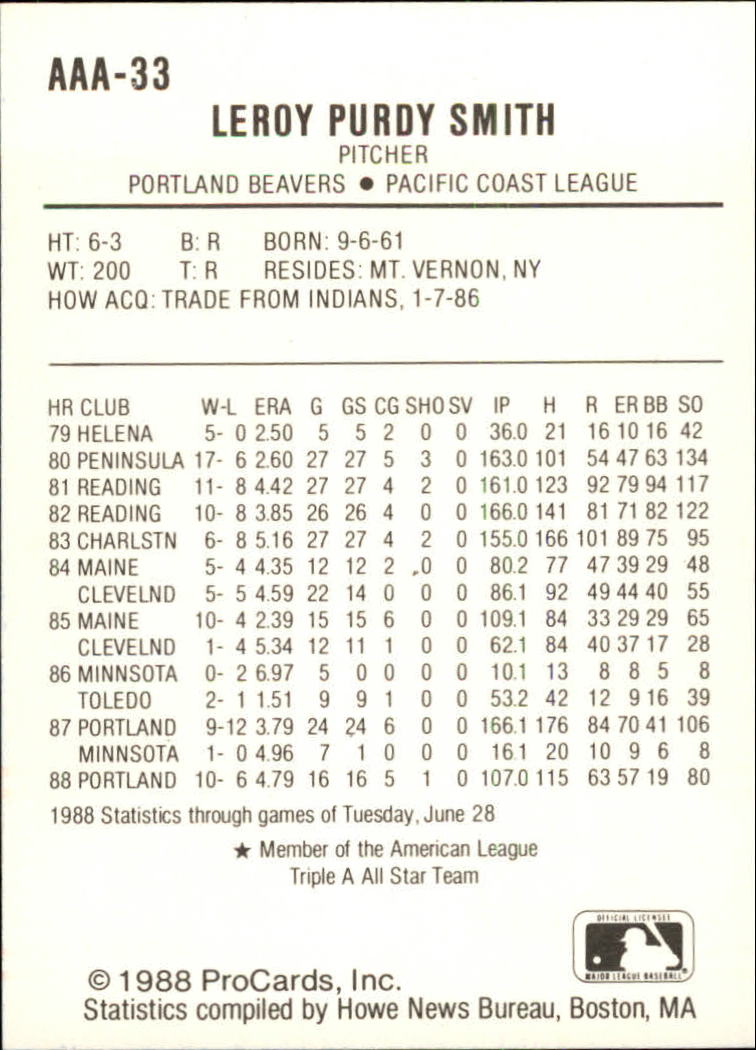 AAA-33
LEROY PURDY SMITH
PITCHER
PORTLAND BEAVERS ● PACIFIC COAST LEAGUE
HT: 6-3 B: R BORN: 9-6-61
WT: 200 T: R RESIDES: MT. VERNON, NY
HOW ACQ: TRADE FROM INDIANS, 1-7-86
HR CLUB W-L ERA G GS CG SHO SV IP H R ER BB SO
79 HELENA 5- 0 2.50 5 5 2 0 0 36.0 21 16 10 16 42
80 PENINSULA 17- 6 2.60 27 27 5 3 0 163.0 101 54 47 63 134
81 READING 11- 8 4.42 27 27 4 2 0 161.0 123 92 79 94 117
82 READING 10- 8 3.85 26 26 4 0 0 166.0 141 81 71 82 122
83 CHARLSTN 6- 8 5.16 27 27 4 2 0 155.0 166 101 89 75 95
84 MAINE 5- 4 4.35 12 12 2 0 0 80.2 77 47 39 29 48
CLEVELND 5- 5 4.59 22 14 0 0 0 86.1 92 49 44 40 55
85 MAINE 10- 4 2.39 15 15 6 0 0 109.1 84 33 29 29 65
CLEVELND 1- 4 5.34 12 11 1 0 0 62.1 84 40 37 17 28
86 MINNSOTA 0- 2 6.97 5 0 0 0 0 10.1 13 8 8 5 8
TOLEDO 2- 1 1.51 9 9 1 0 0 53.2 42 12 9 16 39
87 PORTLAND 9-12 3.79 24 24 6 0 0 166.1 176 84 70 41 106
MINNSOTA 1- 0 4.96 7 1 0 0 0 16.1 20 10 9 6 8
88 PORTLAND 10- 6 4.79 16 16 5 1 0 107.0 115 63 57 19 80
1988 Statistics through games of Tuesday, June 28
★ Member of the American League
Triple A All Star Team
OFFICIAL LICENSEE
MAJOR LEAGUE BASEBALL
© 1988 ProCards, Inc.
Statistics compiled by Howe News Bureau, Boston, MA